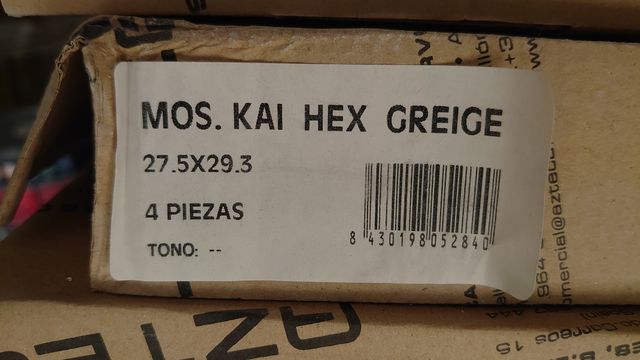 MOS. KAI HEX GREIGE
27.5X29.3
4 PIEZAS
TONO: --
8 430198 052840